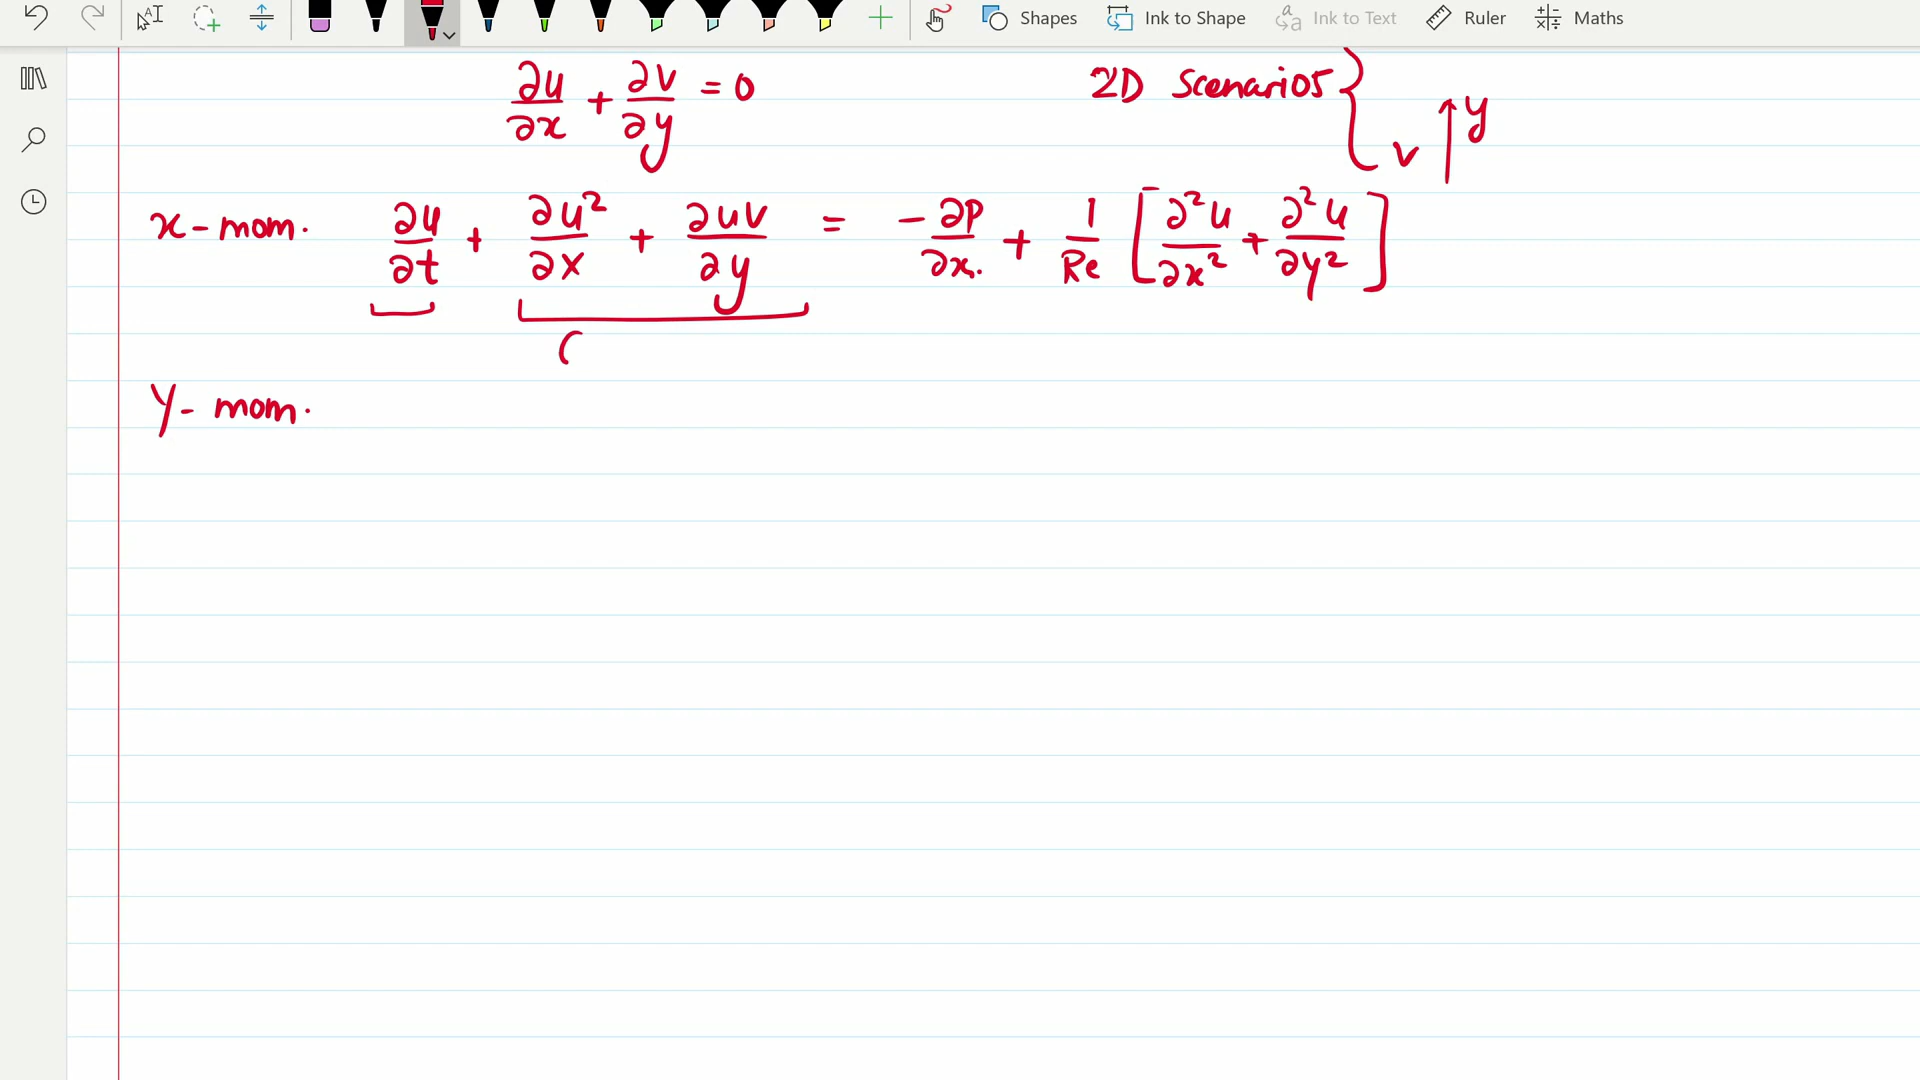 Shapes Ink to Shape Ink to Text Ruler Maths
∂u/∂x + ∂v/∂y = 0
2D Scenarios
y
v
x - mom. ∂u/∂t + ∂u²/∂x + ∂uv/∂y = -∂p/∂x. + 1/Re [∂²u/∂x² + ∂²u/∂y²]
(
Y - mom.